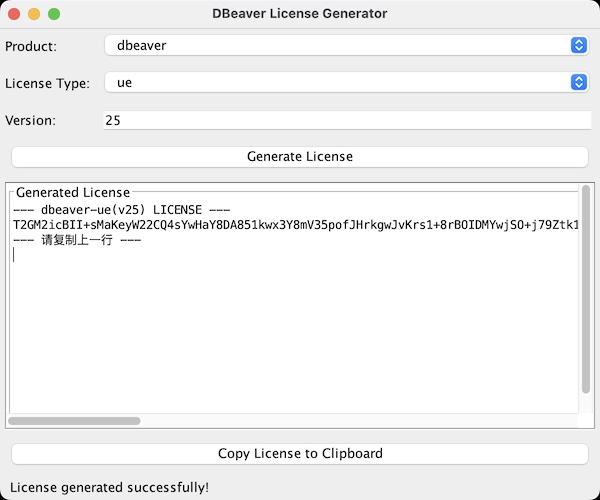 DBeaver License Generator
Product: dbeaver
License Type: ue
Version: 25
Generate License
Generated License
--- dbeaver-ue(v25) LICENSE ---
T2GM2icBII+sMaKeyW22CQ4sYwHaY8DA851kwx3Y8mV35pofJHrkgwJvKrs1+8rBOIDMYwjSO+j79Ztk1
--- 请复制上一行 ---
Copy License to Clipboard
License generated successfully!